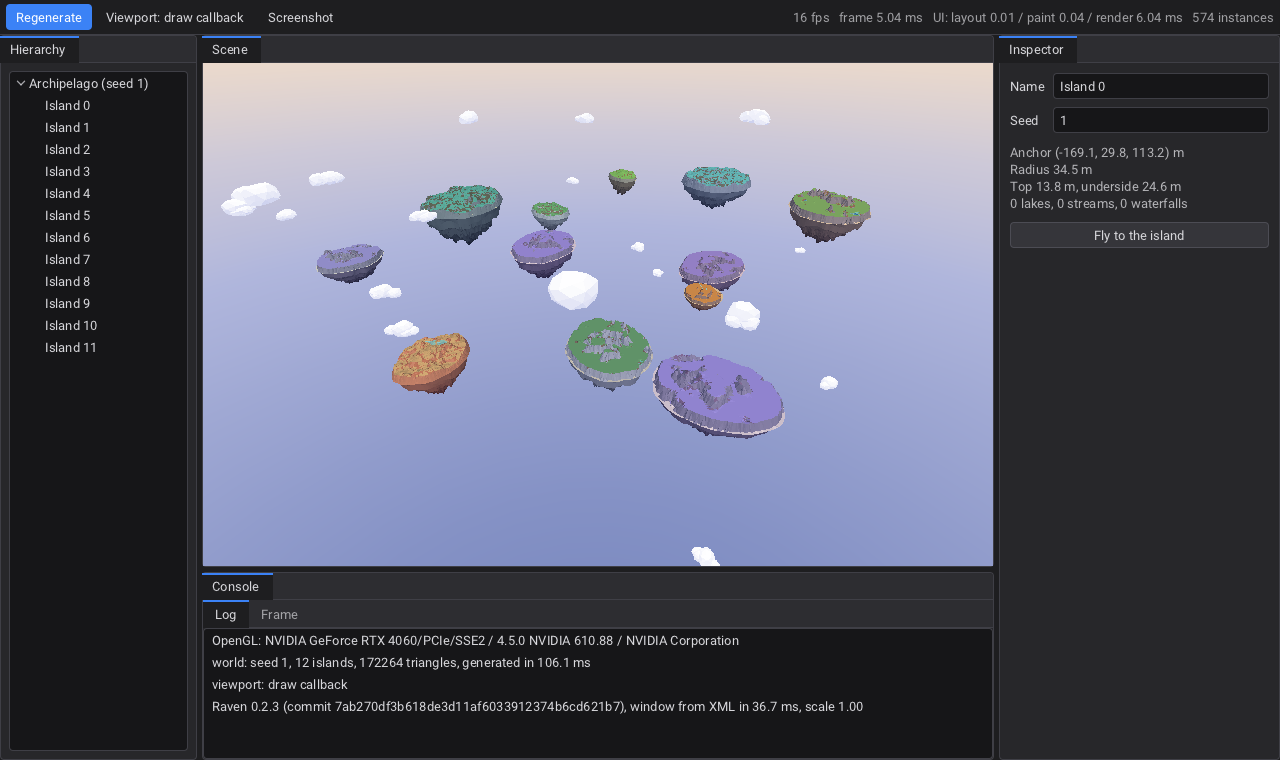 Regenerate Viewport: draw callback Screenshot 16 fps frame 5.04 ms UI: layout 0.01 / paint 0.04 / render 6.04 ms 574 instances
Hierarchy
Archipelago (seed 1)
Island 0
Island 1
Island 2
Island 3
Island 4
Island 5
Island 6
Island 7
Island 8
Island 9
Island 10
Island 11
Scene
Console
Log Frame
OpenGL: NVIDIA GeForce RTX 4060/PCIe/SSE2 / 4.5.0 NVIDIA 610.88 / NVIDIA Corporation
world: seed 1, 12 islands, 172264 triangles, generated in 106.1 ms
viewport: draw callback
Raven 0.2.3 (commit 7ab270df3b618de3d11af6033912374b6cd621b7), window from XML in 36.7 ms, scale 1.00
Inspector
Name Island 0
Seed 1
Anchor (-169.1, 29.8, 113.2) m
Radius 34.5 m
Top 13.8 m, underside 24.6 m
0 lakes, 0 streams, 0 waterfalls
Fly to the island